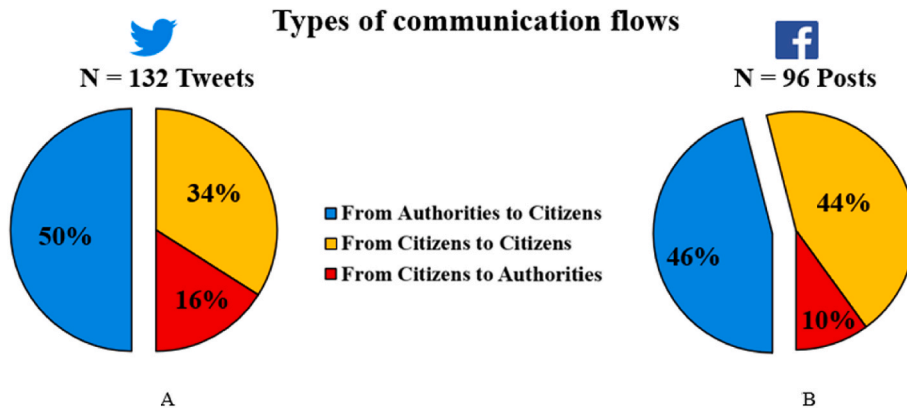 Types of communication flows
N = 132 Tweets
N = 96 Posts
50%
34%
16%
From Authorities to Citizens
From Citizens to Citizens
From Citizens to Authorities
46%
44%
10%
A
B